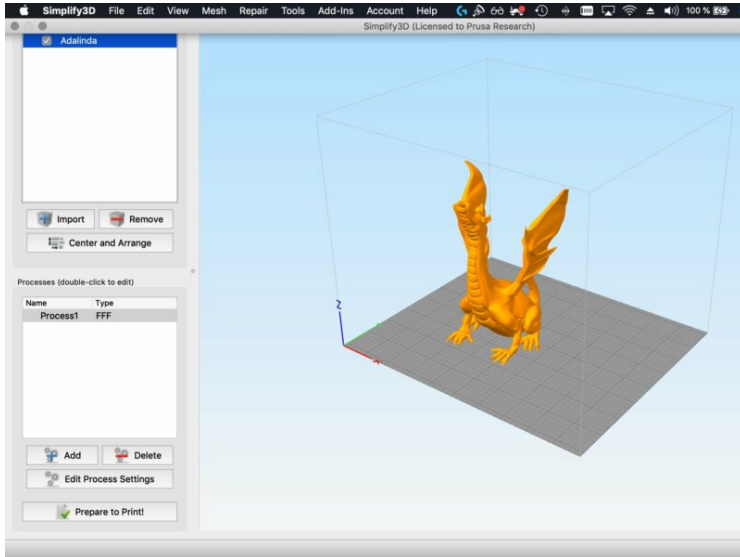 Simplify3D File Edit View Mesh Repair Tools Add-Ins Account Help 100 %
Simplify3D (Licensed to Prusa Research)
Adalinda
Import Remove
Center and Arrange
Processes (double-click to edit)
Name Type
Process1 FFF
Z
Add Delete
Edit Process Settings
Prepare to Print!